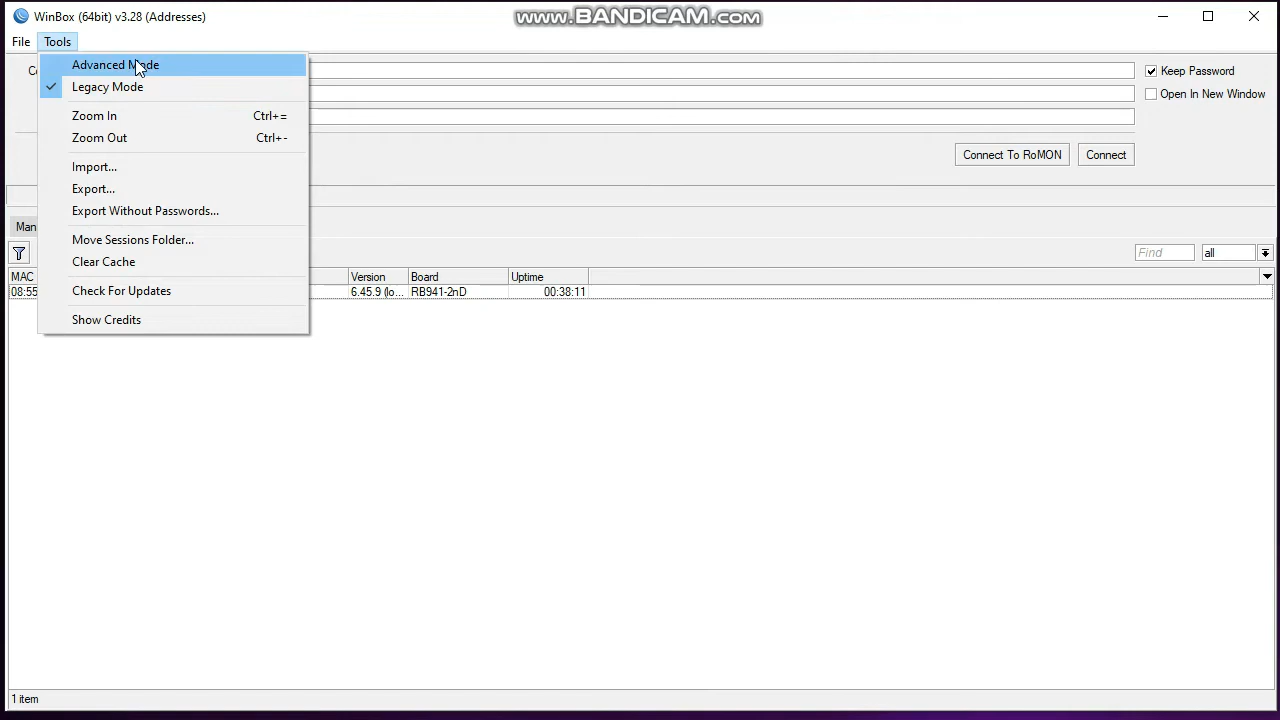 WinBox (64bit) v3.28 (Addresses)
www.BANDICAM.com
File Tools
Advanced Mode
Legacy Mode
Zoom In Ctrl+=
Zoom Out Ctrl+-
Import...
Export...
Export Without Passwords...
Move Sessions Folder...
Clear Cache
Check For Updates
Show Credits
Keep Password
Open In New Window
Connect To RoMON Connect
Find all
MAC Version Board Uptime
08:55 6.45.9 (lo... RB941-2nD 00:38:11
1 item